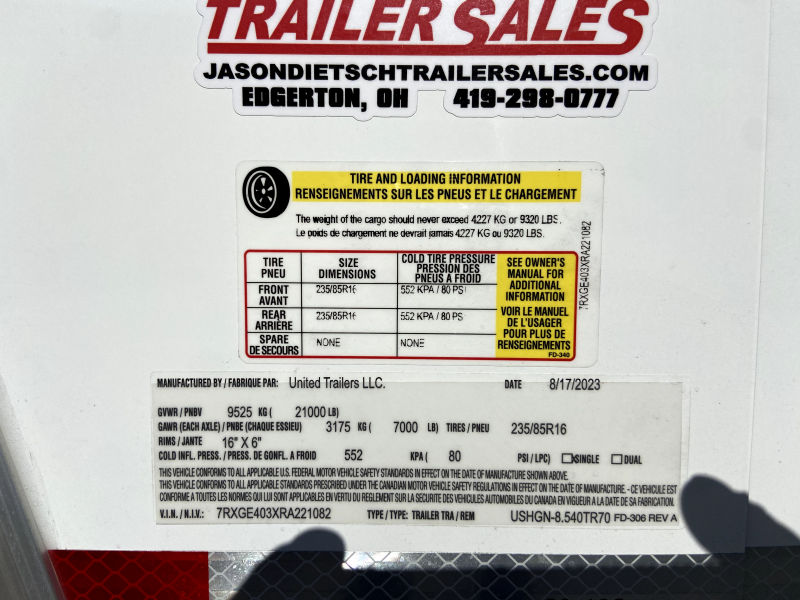 TRAILER SALES
JASONDIETSCHTRAILERSALES.COM
EDGERTON, OH 419-298-0777
TIRE AND LOADING INFORMATION
RENSEIGNEMENTS SUR LES PNEUS ET LE CHARGEMENT
The weight of the cargo should never exceed 4227 KG or 9320 LBS.
Le poids de chargement ne devrait jamais 4227 KG ou 9320 LBS.
TIRE
PNEU
SIZE
DIMENSIONS
COLD TIRE PRESSURE
PRESSION DES
PNEUS A FROID
FRONT
AVANT
235/85R16
552 KPA / 80 PSI
REAR
ARRIÈRE
235/85R16
552 KPA / 80 PS
SPARE
DE SECOURS
NONE
NONE
SEE OWNER'S
MANUAL FOR
ADDITIONAL
INFORMATION
VOIR LE MANUEL
DE L'USAGER
POUR PLUS DE
RENSEIGNEMENTS
FD-340
7RXGE403XRA221082
MANUFACTURED BY / FABRIQUE PAR: United Trailers LLC. DATE 8/17/2023
GVWR / PNBV 9525 KG ( 21000 LB)
GAWR (EACH AXLE) / PNBE (CHAQUE ESSIEU) 3175 KG ( 7000 LB) TIRES / PNEU 235/85R16
RIMS / JANTE 16" X 6"
COLD INFL. PRESS. / PRESS. DE GONFL. A FROID 552 KPA ( 80 PSI / LPC) SINGLE DUAL
THIS VEHICLE CONFORMS TO ALL APPLICABLE U.S. FEDERAL MOTOR VEHICLE SAFETY STANDARDS IN EFFECT ON THE DATE OF MANUFACTURE SHOWN ABOVE.
THIS VEHICLE CONFORMS TO ALL APPLICABLE STANDARDS PRESCRIBED UNDER THE CANADIAN MOTOR VEHICLE SAFETY REGULATIONS IN EFFECT ON THE DATE OF MANUFACTURE. - CE VEHICULE EST
CONFORME A TOUTES LES NORMES QUI LUI SONT APPLICABLES EN VERTU DU REGLEMENT SUR LA SECURITE DES VEHICULES AUTOMOBILES DU CANADA EN VIGUEUR A LA DATE DE SA FABRICATION.
V.I.N. / N.I.V.: 7RXGE403XRA221082 TYPE / TYPE: TRAILER TRA / REM USHGN-8.540TR70 FD-306 REV A